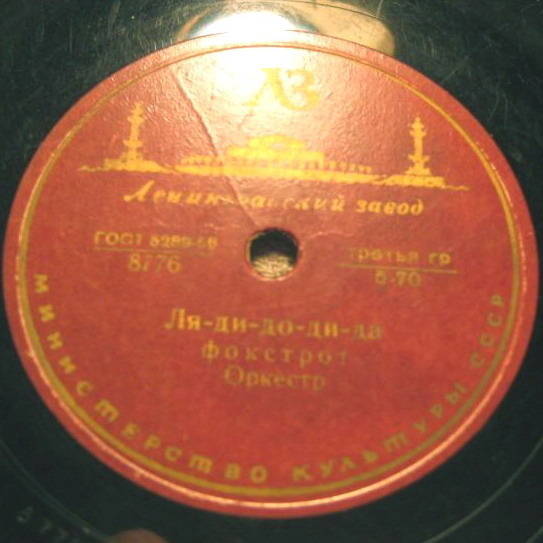 ЛЗ
Ленинградский завод
ГОСТ 5289-56
8776
третья гр
5-70
Ля-ди-до-ди-да
фокстрот
Оркестр
МИНИСТЕРСТВО КУЛЬТУРЫ СССР